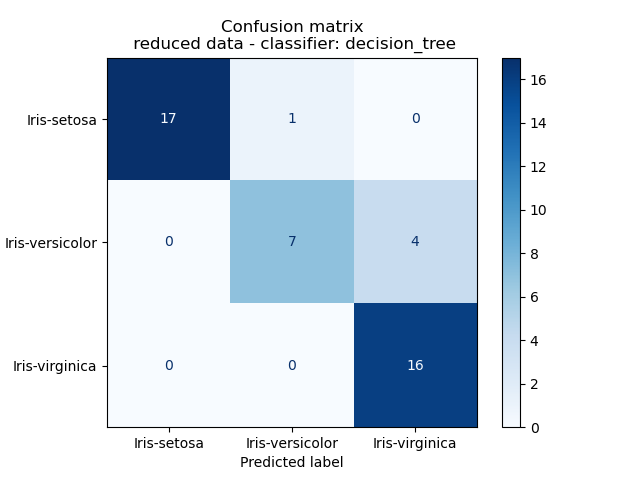 Confusion matrix
reduced data - classifier: decision_tree
Iris-setosa 17 1 0
Iris-versicolor 0 7 4
Iris-virginica 0 0 16
Iris-setosa Iris-versicolor Iris-virginica
Predicted label
16
14
12
10
8
6
4
2
0